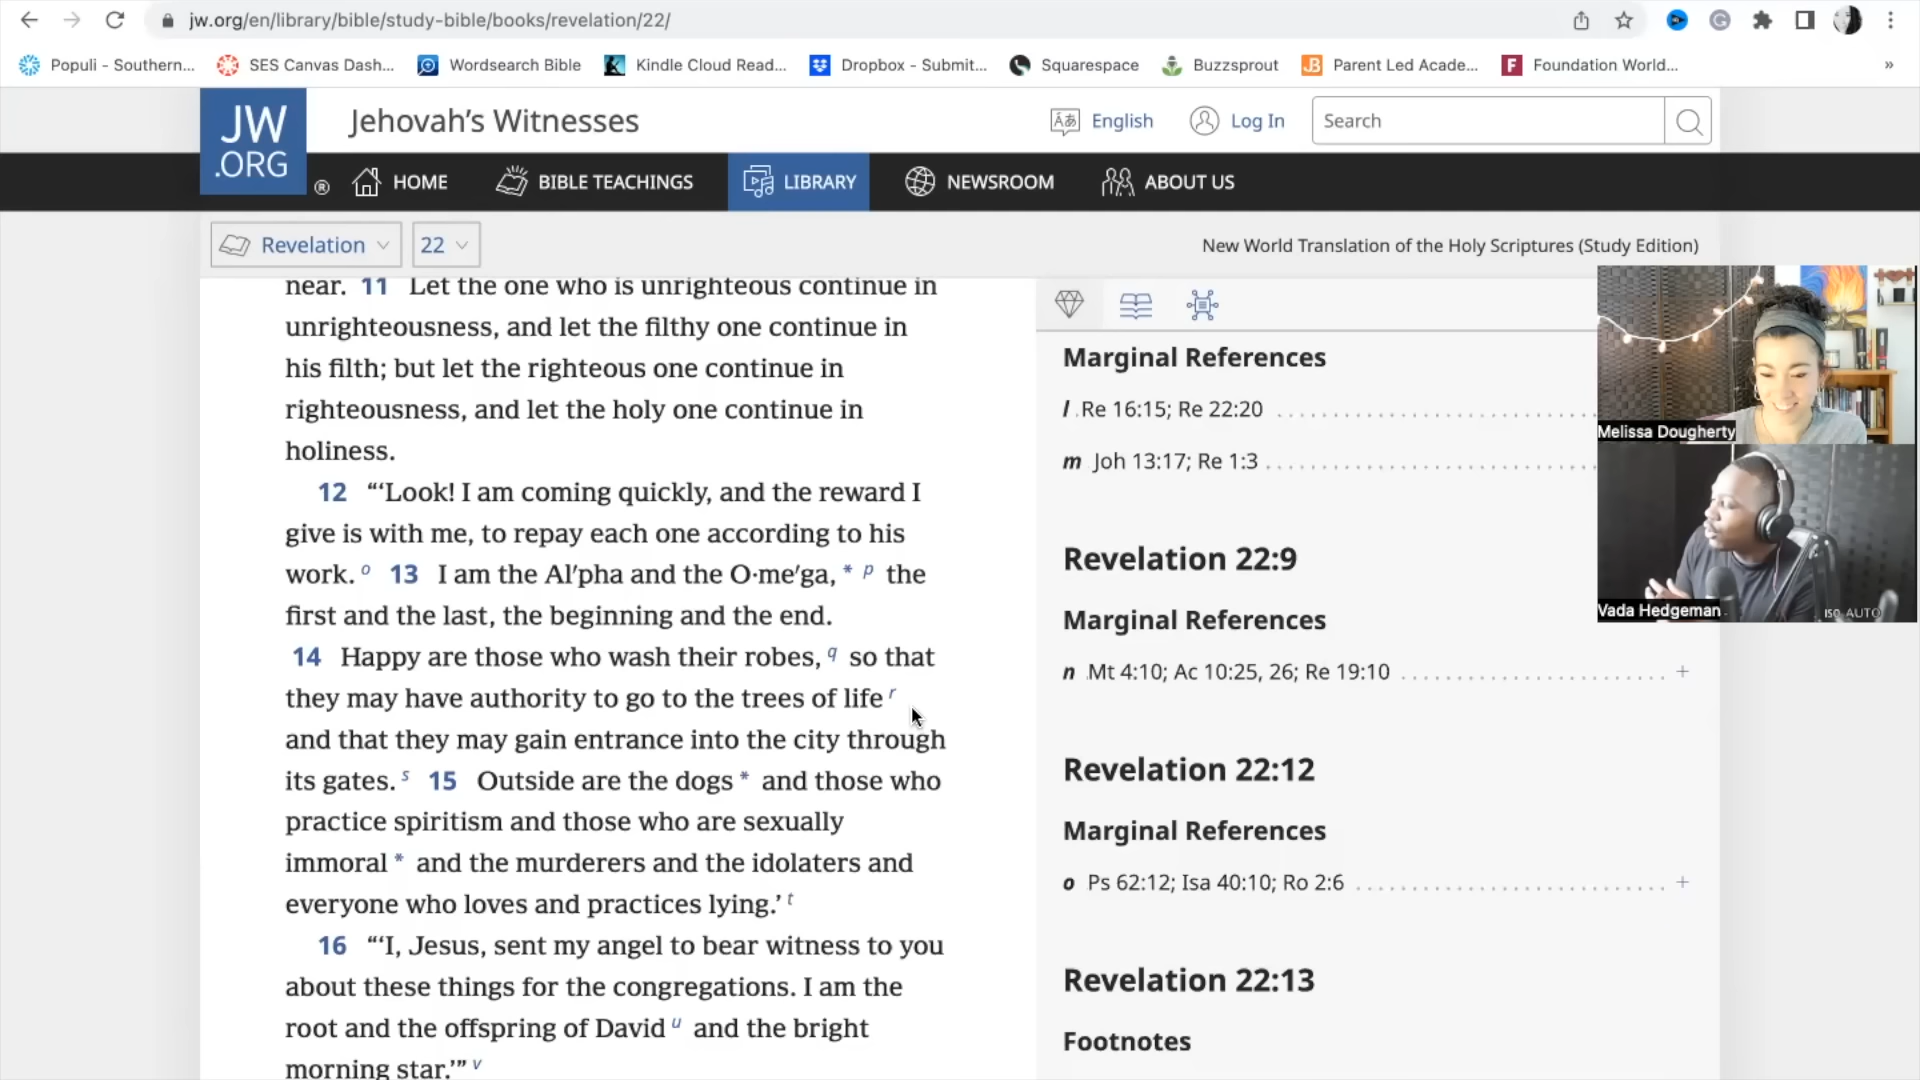 jw.org/en/library/bible/study-bible/books/revelation/22/
Populi - Southern...
SES Canvas Dash...
Wordsearch Bible
Kindle Cloud Read...
Dropbox - Submit...
Squarespace
Buzzsprout
Parent Led Acade...
Foundation World...
»
JW
.ORG
®
Jehovah's Witnesses
English
Log In
Search
HOME
BIBLE TEACHINGS
LIBRARY
NEWSROOM
ABOUT US
Revelation
22
New World Translation of the Holy Scriptures (Study Edition)
near. 11 Let the one who is unrighteous continue in
unrighteousness, and let the filthy one continue in
his filth; but let the righteous one continue in
righteousness, and let the holy one continue in
holiness.
12 “‘Look! I am coming quickly, and the reward I
give is with me, to repay each one according to his
work. o 13 I am the Alʹpha and the O·meʹga, * p the
first and the last, the beginning and the end.
14 Happy are those who wash their robes, q so that
they may have authority to go to the trees of life r
and that they may gain entrance into the city through
its gates. s 15 Outside are the dogs * and those who
practice spiritism and those who are sexually
immoral * and the murderers and the idolaters and
everyone who loves and practices lying.’ t
16 “‘I, Jesus, sent my angel to bear witness to you
about these things for the congregations. I am the
root and the offspring of David u and the bright
morning star.’” v
Marginal References
l Re 16:15; Re 22:20
m Joh 13:17; Re 1:3
Revelation 22:9
Marginal References
n Mt 4:10; Ac 10:25, 26; Re 19:10 +
Revelation 22:12
Marginal References
o Ps 62:12; Isa 40:10; Ro 2:6 +
Revelation 22:13
Footnotes
Melissa Dougherty
Vada Hedgeman
ISO AUTO